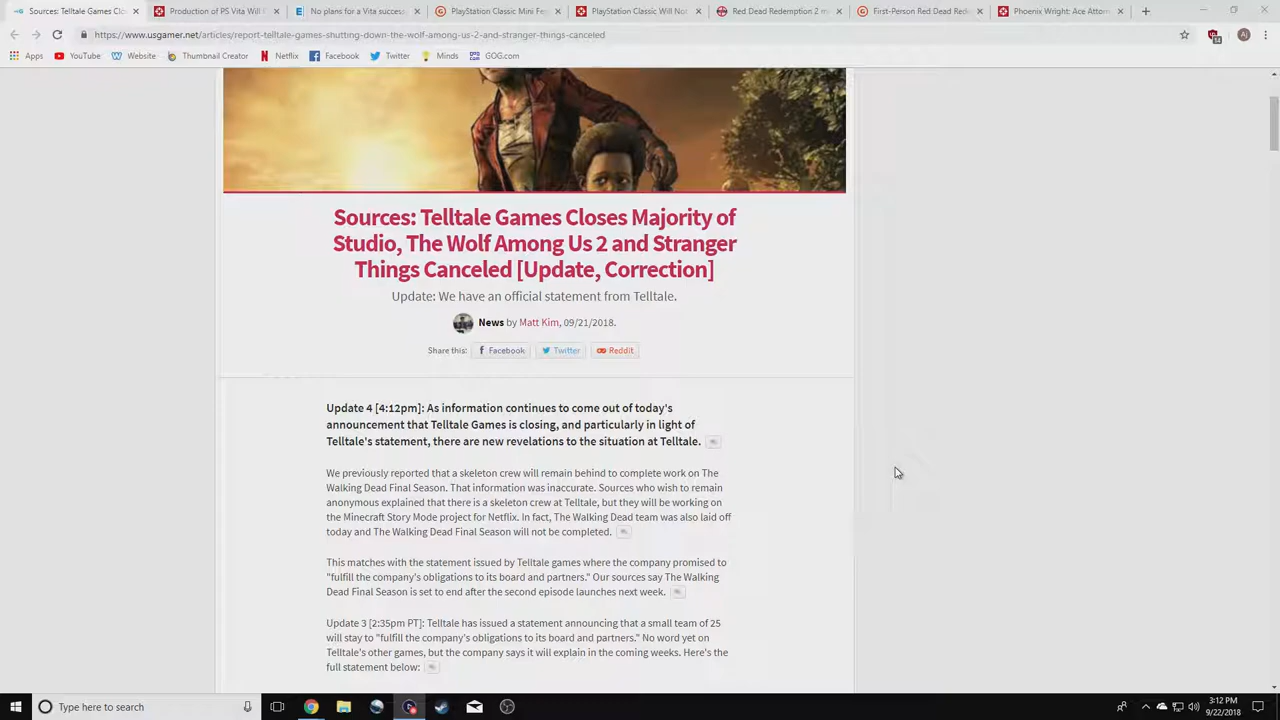 Sources: Telltale Games Clo
Production of PS Vita Will
No plans for a Vita success
PlayStation Classic Mini Fe
PlayStation Classic Will Not
Red Dead Redemption 2 m
First-Person Red Dead Red
Phoenix Wright: Ace Attor
https://www.usgamer.net/articles/report-telltale-games-shutting-down-the-wolf-among-us-2-and-stranger-things-canceled
Apps YouTube Website Thumbnail Creator Netflix Facebook Twitter Minds GOG.com
Sources: Telltale Games Closes Majority of
Studio, The Wolf Among Us 2 and Stranger
Things Canceled [Update, Correction]
Update: We have an official statement from Telltale.
News by Matt Kim, 09/21/2018.
Share this: Facebook Twitter Reddit
Update 4 [4:12pm]: As information continues to come out of today's
announcement that Telltale Games is closing, and particularly in light of
Telltale's statement, there are new revelations to the situation at Telltale.
We previously reported that a skeleton crew will remain behind to complete work on The
Walking Dead Final Season. That information was inaccurate. Sources who wish to remain
anonymous explained that there is a skeleton crew at Telltale, but they will be working on
the Minecraft Story Mode project for Netflix. In fact, The Walking Dead team was also laid off
today and The Walking Dead Final Season will not be completed.
This matches with the statement issued by Telltale games where the company promised to
"fulfill the company's obligations to its board and partners." Our sources say The Walking
Dead Final Season is set to end after the second episode launches next week.
Update 3 [2:35pm PT]: Telltale has issued a statement announcing that a small team of 25
will stay to "fulfill the company's obligations to its board and partners." No word yet on
Telltale's other games, but the company says it will explain in the coming weeks. Here's the
full statement below:
Type here to search
3:12 PM
9/22/2018